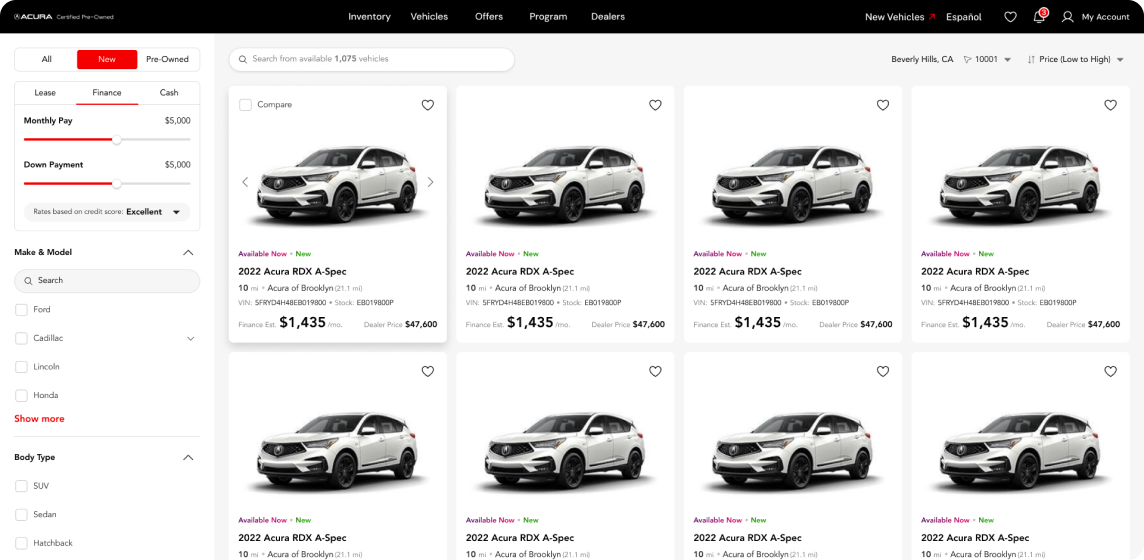 ACURA Certified Pre-Owned Inventory Vehicles Offers Program Dealers New Vehicles Español 3 My Account
All New Pre-Owned
Lease Finance Cash
Monthly Pay $5,000
Down Payment $5,000
Rates based on credit score: Excellent
Make & Model
Search
Ford
Cadillac
Lincoln
Honda
Show more
Body Type
SUV
Sedan
Hatchback
Search from available 1,075 vehicles Beverly Hills, CA 10001 Price (Low to High)
Compare
Available Now • New
2022 Acura RDX A-Spec
10 mi • Acura of Brooklyn (21.1 mi)
VIN: 5FRYD4H48EB019800 • Stock: EB019800P
Finance Est. $1,435 /mo. Dealer Price $47,600
Available Now • New
2022 Acura RDX A-Spec
10 mi • Acura of Brooklyn (21.1 mi)
VIN: 5FRYD4H48EB019800 • Stock: EB019800P
Finance Est. $1,435 /mo. Dealer Price $47,600
Available Now • New
2022 Acura RDX A-Spec
10 mi • Acura of Brooklyn (21.1 mi)
VIN: 5FRYD4H48EB019800 • Stock: EB019800P
Finance Est. $1,435 /mo. Dealer Price $47,600
Available Now • New
2022 Acura RDX A-Spec
10 mi • Acura of Brooklyn (21.1 mi)
VIN: 5FRYD4H48EB019800 • Stock: EB019800P
Finance Est. $1,435 /mo. Dealer Price $47,600
Available Now • New
2022 Acura RDX A-Spec
10 mi • Acura of Brooklyn (21.1 mi)
Available Now • New
2022 Acura RDX A-Spec
10 mi • Acura of Brooklyn (21.1 mi)
Available Now • New
2022 Acura RDX A-Spec
10 mi • Acura of Brooklyn (21.1 mi)
Available Now • New
2022 Acura RDX A-Spec
10 mi • Acura of Brooklyn (21.1 mi)